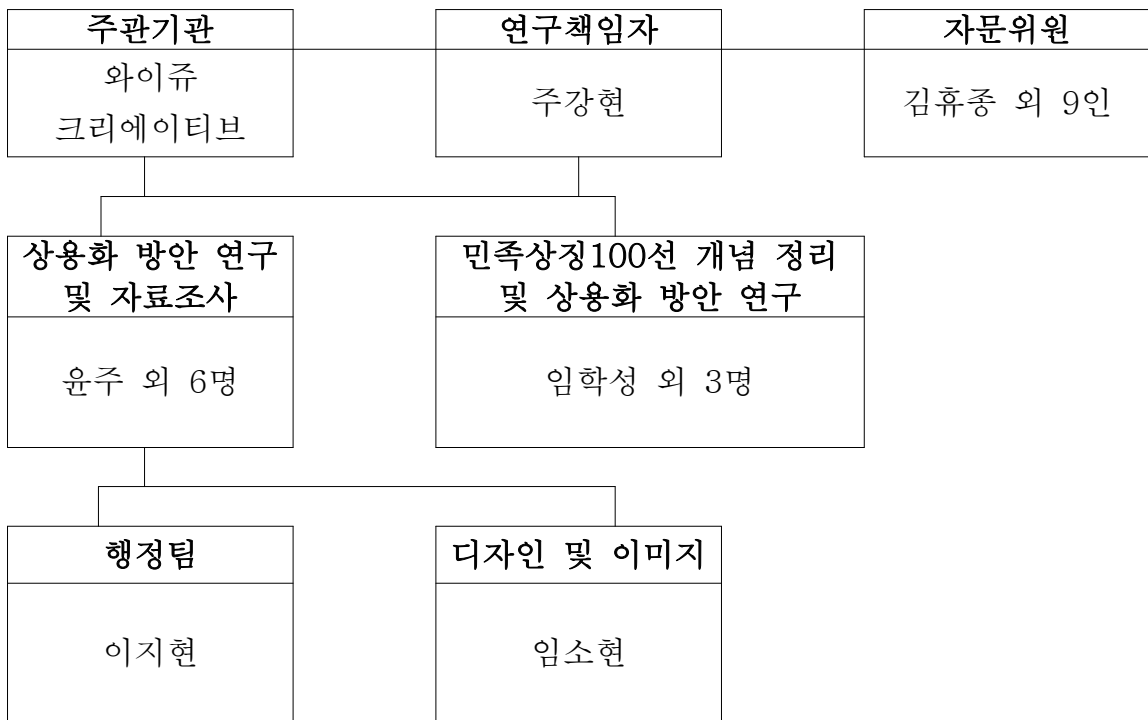 주관기관
와이쥬
크리에이티브
연구책임자
주강현
자문위원
김휴종 외 9인
상용화 방안 연구
및 자료조사
윤주 외 6명
민족상징100선 개념 정리
및 상용화 방안 연구
임학성 외 3명
행정팀
이지현
디자인 및 이미지
임소현